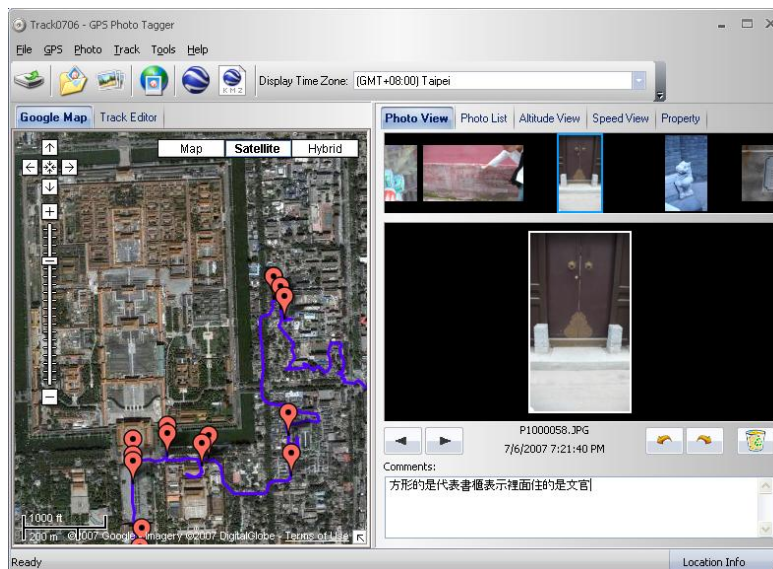 Track0706 - GPS Photo Tagger
File GPS Photo Track Tools Help
KMZ
Display Time Zone: (GMT+08:00) Taipei
Google Map Track Editor
Photo View Photo List Altitude View Speed View Property
Map Satellite Hybrid
P1000058.JPG
7/6/2007 7:21:40 PM
Comments:
方形的是代表書櫃表示裡面住的是文官
1000 ft
200 m ©2007 Google - Imagery ©2007 DigitalGlobe - Terms of Use
Ready Location Info